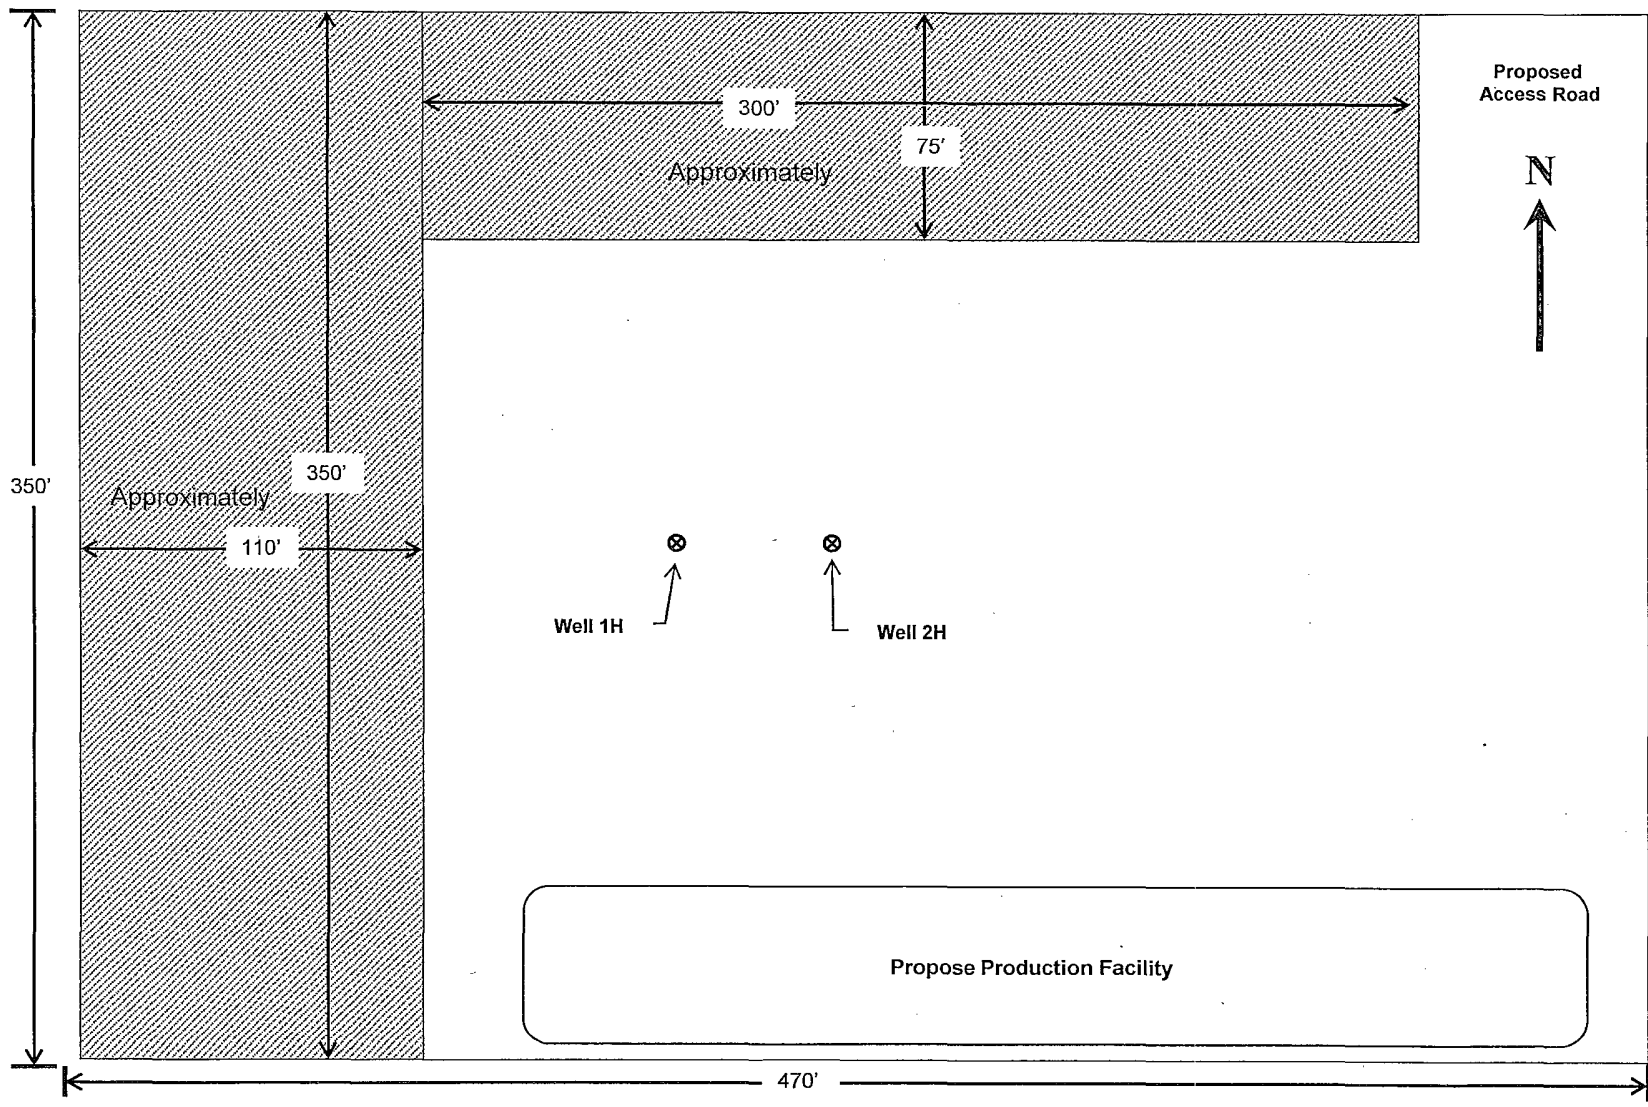 Proposed
Access Road
300'
75'
Approximately
N
350'
350'
Approximately
110'
Well 1H
Well 2H
Propose Production Facility
470'